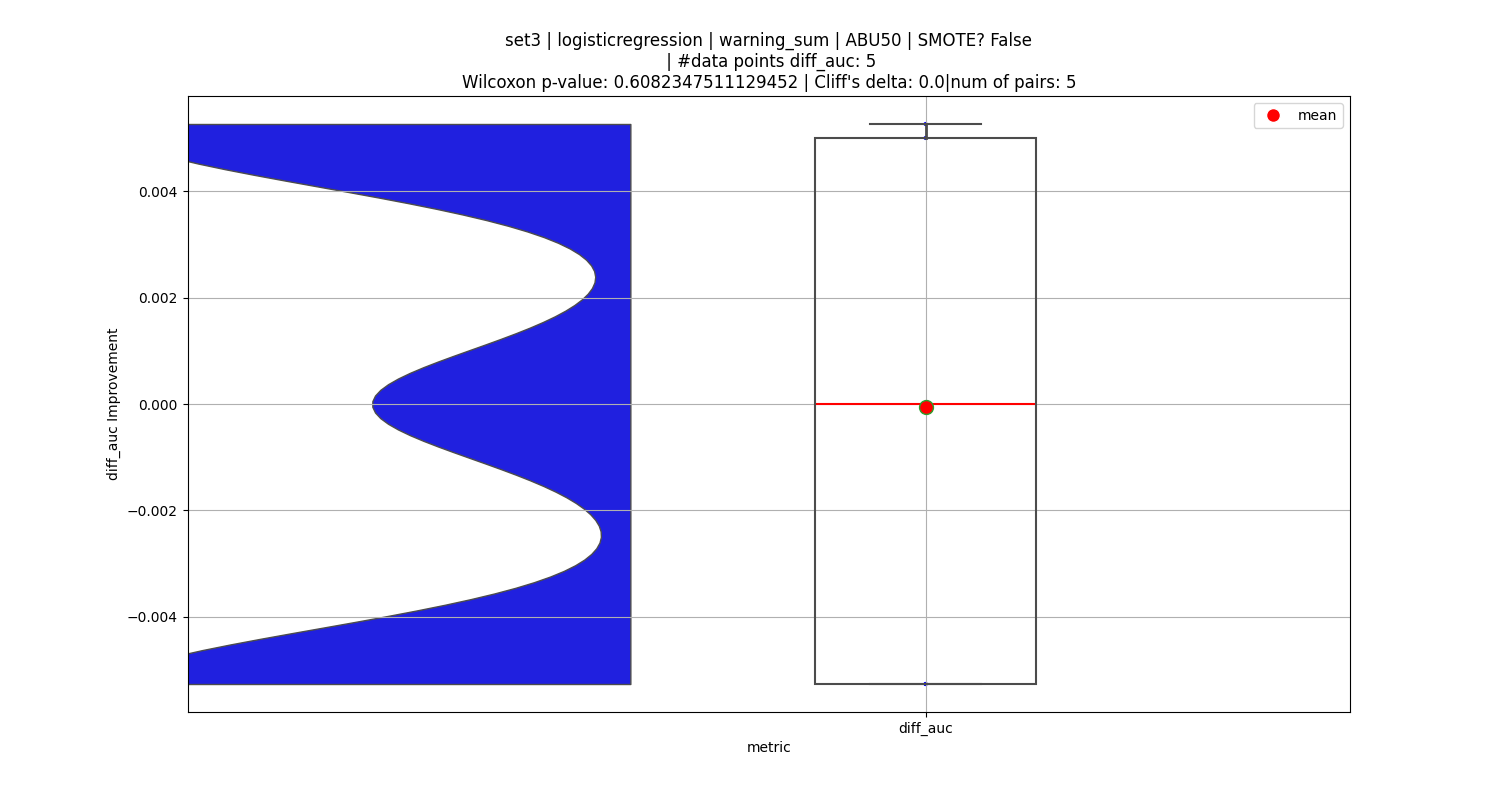 set3 | logisticregression | warning_sum | ABU50 | SMOTE? False
| #data points diff_auc: 5
Wilcoxon p-value: 0.6082347511129452 | Cliff's delta: 0.0|num of pairs: 5
mean
0.004
0.002
0.000
−0.002
−0.004
diff_auc Improvement
diff_auc
metric